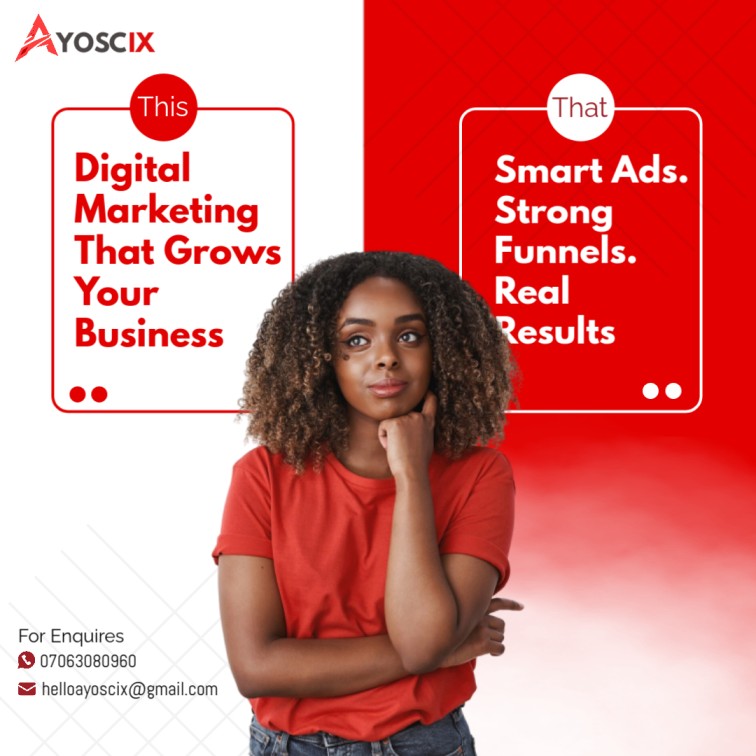 AYOSCIX
This
Digital
Marketing
That Grows
Your
Business
That
Smart Ads.
Strong
Funnels.
Real
Results
For Enquires
07063080960
helloayoscix@gmail.com